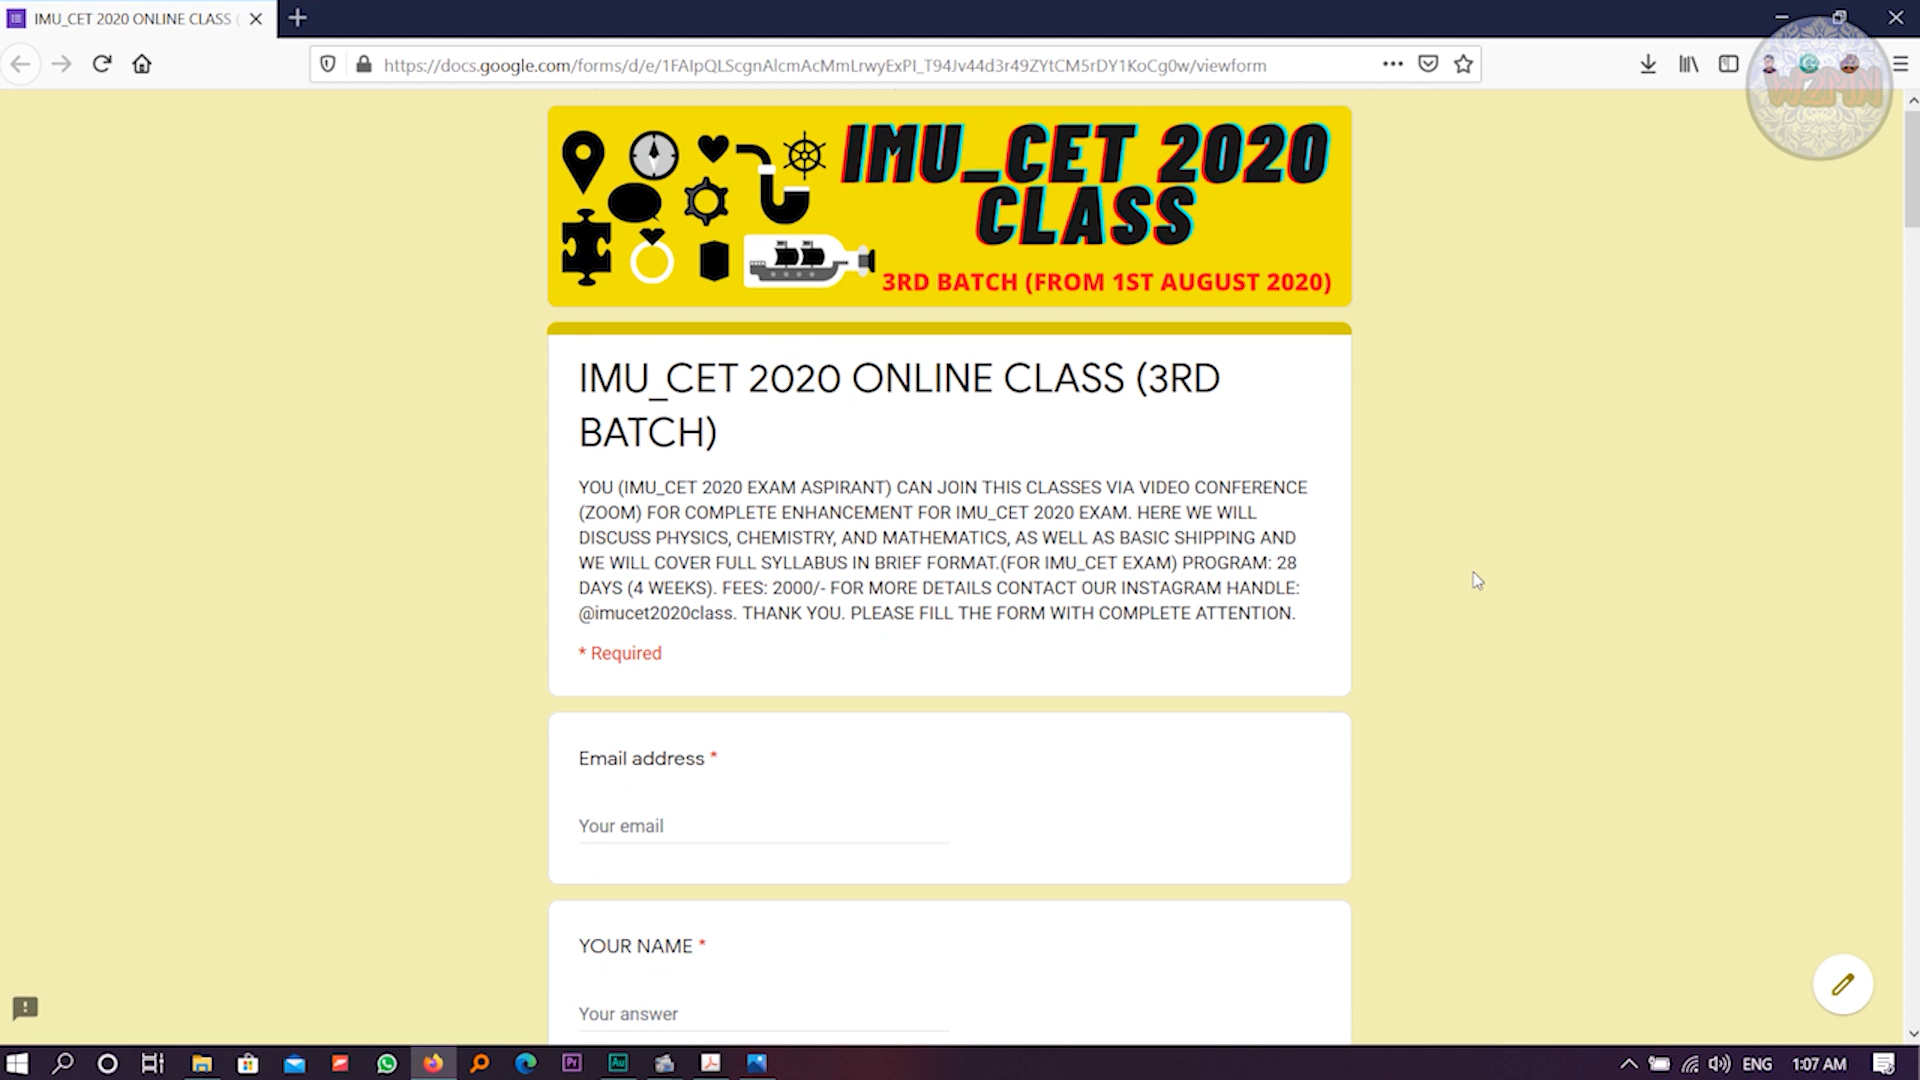 IMU_CET 2020 ONLINE CLASS (
https://docs.google.com/forms/d/e/1FAIpQLScgnAlcmAcMmLrwyExPI_T94Jv44d3r49ZYtCM5rDY1KoCg0w/viewform
WZMN
IMU_CET 2020
CLASS
3RD BATCH (FROM 1ST AUGUST 2020)
IMU_CET 2020 ONLINE CLASS (3RD
BATCH)
YOU (IMU_CET 2020 EXAM ASPIRANT) CAN JOIN THIS CLASSES VIA VIDEO CONFERENCE
(ZOOM) FOR COMPLETE ENHANCEMENT FOR IMU_CET 2020 EXAM. HERE WE WILL
DISCUSS PHYSICS, CHEMISTRY, AND MATHEMATICS, AS WELL AS BASIC SHIPPING AND
WE WILL COVER FULL SYLLABUS IN BRIEF FORMAT.(FOR IMU_CET EXAM) PROGRAM: 28
DAYS (4 WEEKS). FEES: 2000/- FOR MORE DETAILS CONTACT OUR INSTAGRAM HANDLE:
@imucet2020class. THANK YOU. PLEASE FILL THE FORM WITH COMPLETE ATTENTION.
* Required
Email address *
Your email
YOUR NAME *
Your answer
Pr
Au
ENG
1:07 AM